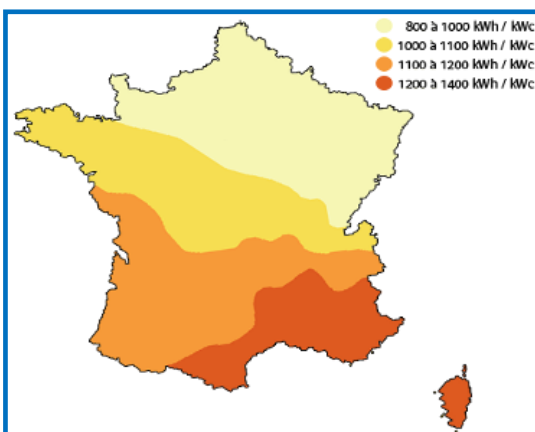 800 à 1000 kWh / kWc
1000 à 1100 kWh / kWc
1100 à 1200 kWh / kWc
1200 à 1400 kWh / kWc